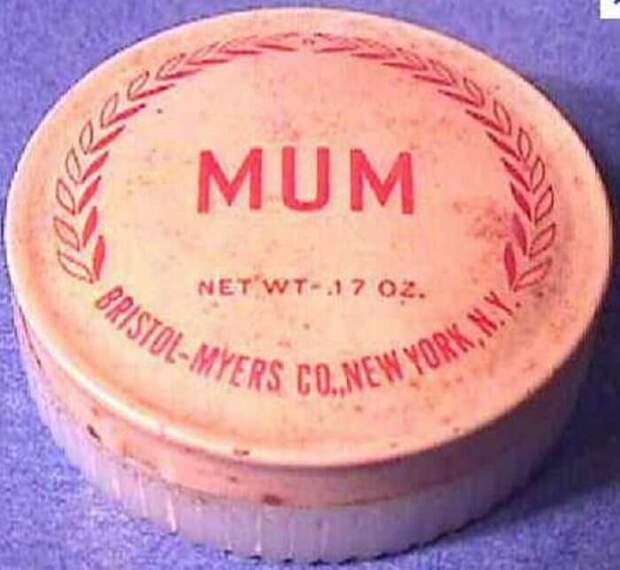 MUM
NET WT-.17 OZ.
BRISTOL-MYERS CO., NEW YORK, N.Y.